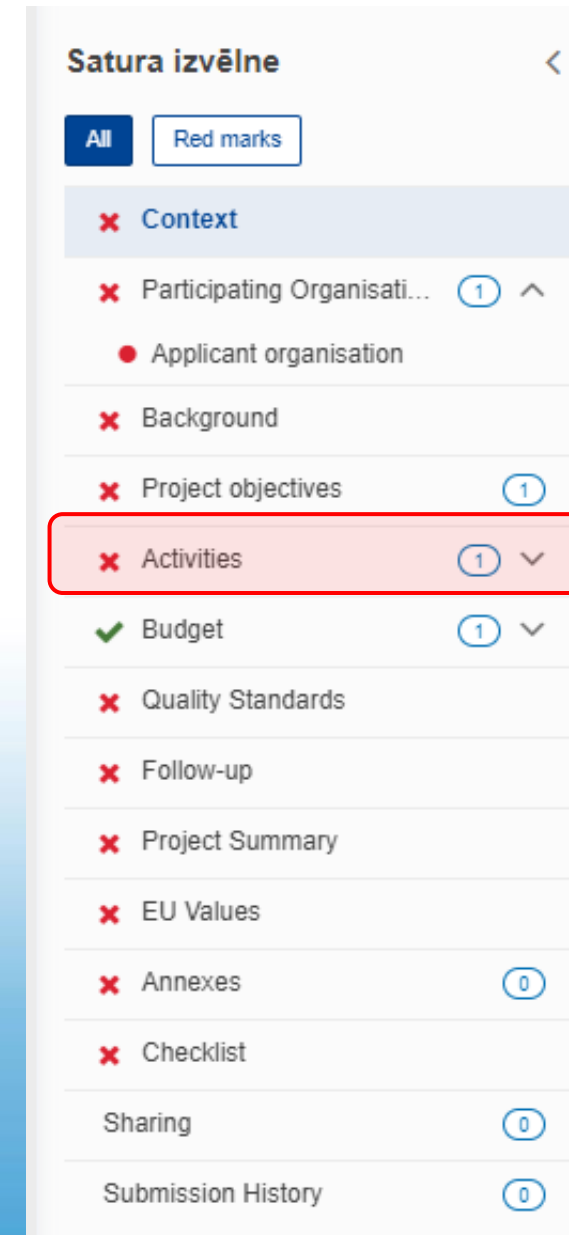 Satura izvēlne
All Red marks
Context
Participating Organisati... 1
Applicant organisation
Background
Project objectives 1
Activities 1
Budget 1
Quality Standards
Follow-up
Project Summary
EU Values
Annexes 0
Checklist
Sharing 0
Submission History 0